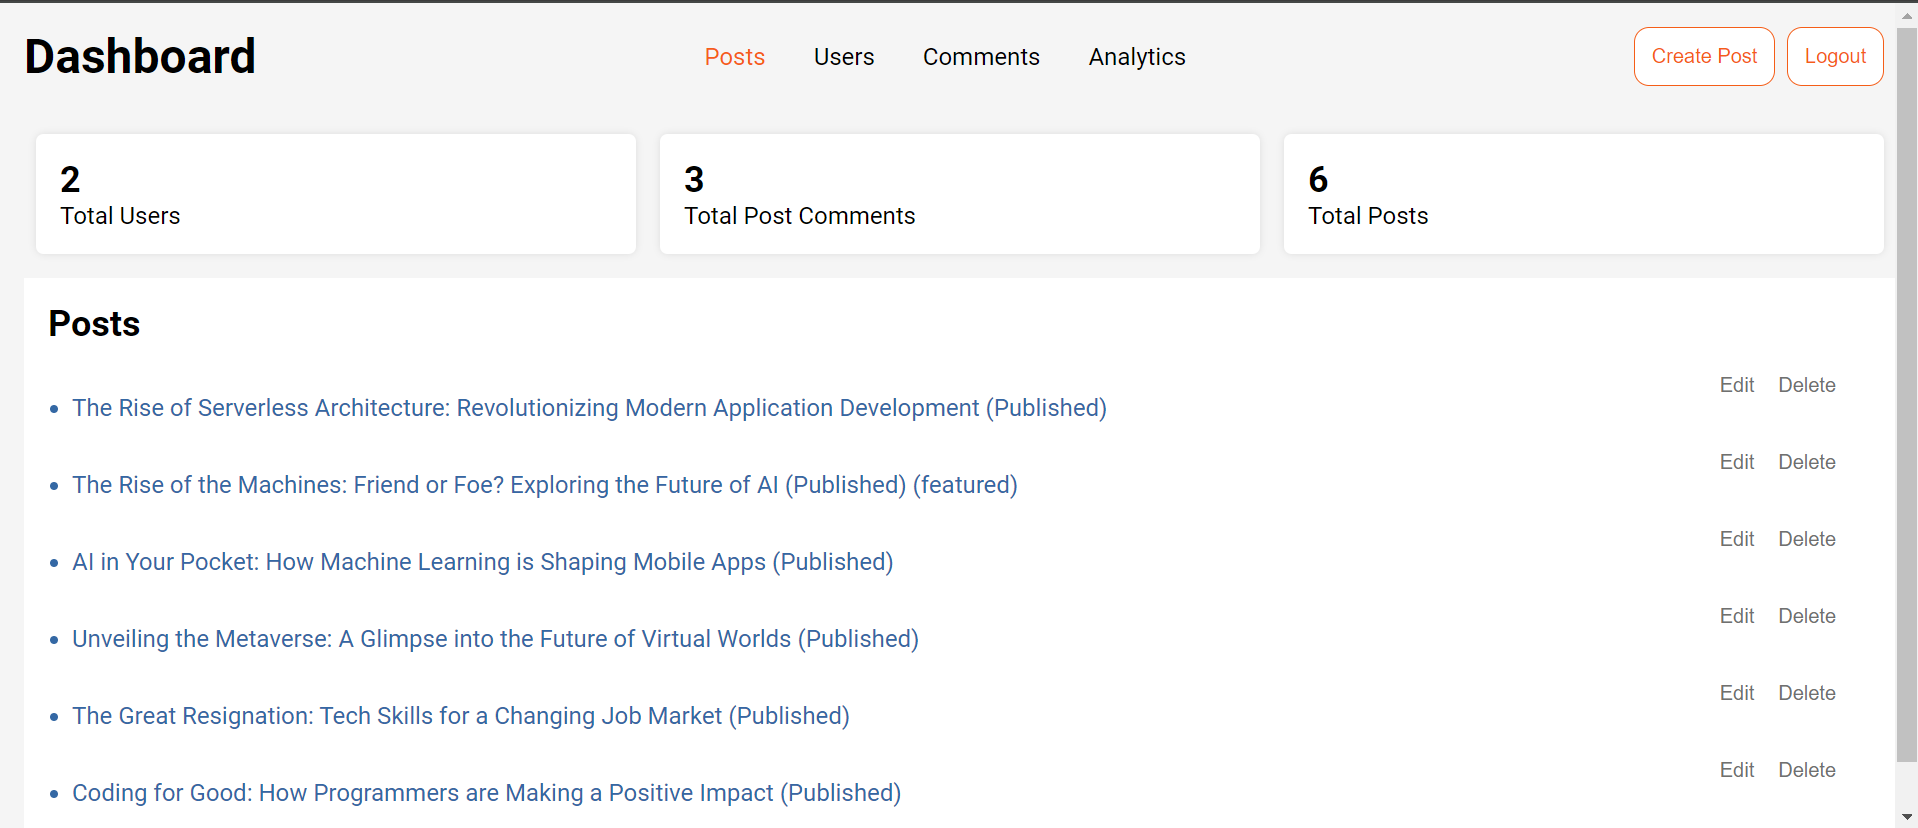 Dashboard Posts Users Comments Analytics Create Post Logout
2 3 6
Total Users Total Post Comments Total Posts
Posts
The Rise of Serverless Architecture: Revolutionizing Modern Application Development (Published) Edit Delete
The Rise of the Machines: Friend or Foe? Exploring the Future of AI (Published) (featured) Edit Delete
AI in Your Pocket: How Machine Learning is Shaping Mobile Apps (Published) Edit Delete
Unveiling the Metaverse: A Glimpse into the Future of Virtual Worlds (Published) Edit Delete
The Great Resignation: Tech Skills for a Changing Job Market (Published) Edit Delete
Coding for Good: How Programmers are Making a Positive Impact (Published) Edit Delete